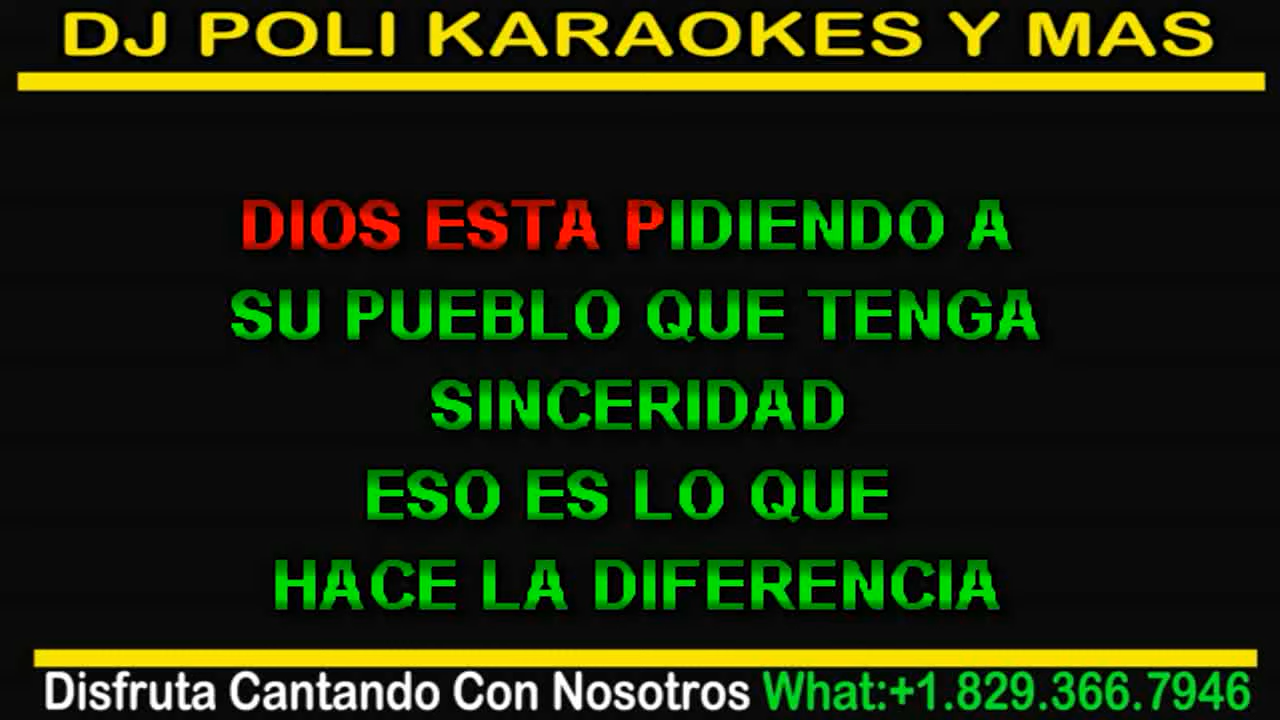 DJ POLI KARAOKES Y MAS
DIOS ESTA PIDIENDO A
SU PUEBLO QUE TENGA
SINCERIDAD
ESO ES LO QUE
HACE LA DIFERENCIA
Disfruta Cantando Con Nosotros What:+1.829.366.7946